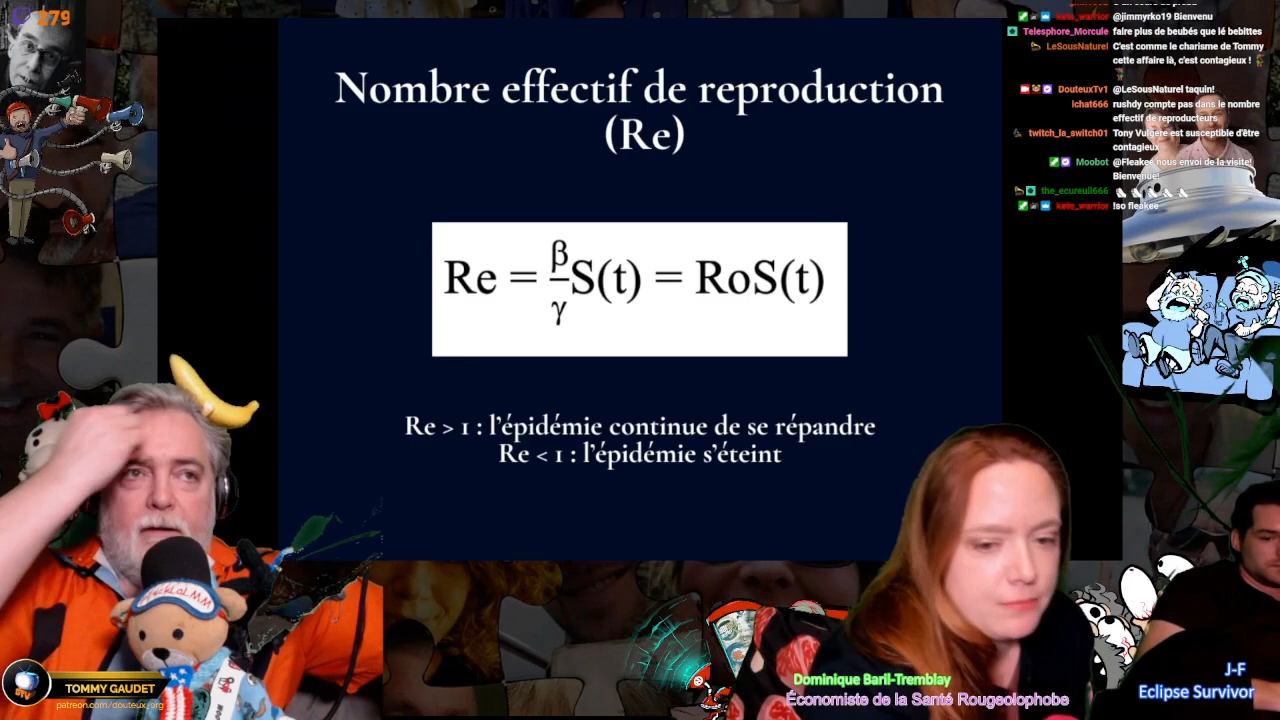 279
Nombre effectif de reproduction
(Re)
Re = β/γ S(t) = RoS(t)
Re > 1 : l'épidémie continue de se répandre
Re < 1 : l'épidémie s'éteint
@jimmyrko19 Bienvenu
Telesphore_Morcule faire plus de beubés que lé bebittes
LeSousNaturel C'est comme le charisme de Tommy
cette affaire là, c'est contagieux !
DouteuxTv1 @LeSousNaturel taquin!
ichat666 rushdy compte pas dans le nombre
effectif de reproducteurs
twitch_la_switch01 Tony Vulgère est susceptible d'être
contagieux
Moobot @Fleakee nous envoi de la visite!
Bienvenue!
the_ecureuil666
kets_warrior !so fleakee
DTV
TOMMY GAUDET
patreon.com/douteux.org
Dominique Baril-Tremblay
Économiste de la Santé Rougeolophobe
J-F
Eclipse Survivor